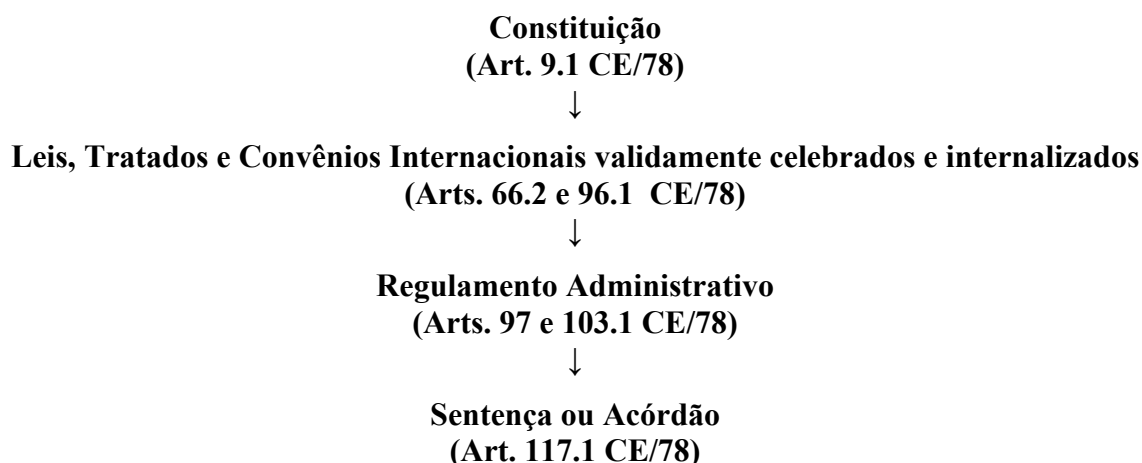 Constituição
(Art. 9.1 CE/78)
↓
Leis, Tratados e Convênios Internacionais validamente celebrados e internalizados
(Arts. 66.2 e 96.1 CE/78)
↓
Regulamento Administrativo
(Arts. 97 e 103.1 CE/78)
↓
Sentença ou Acórdão
(Art. 117.1 CE/78)